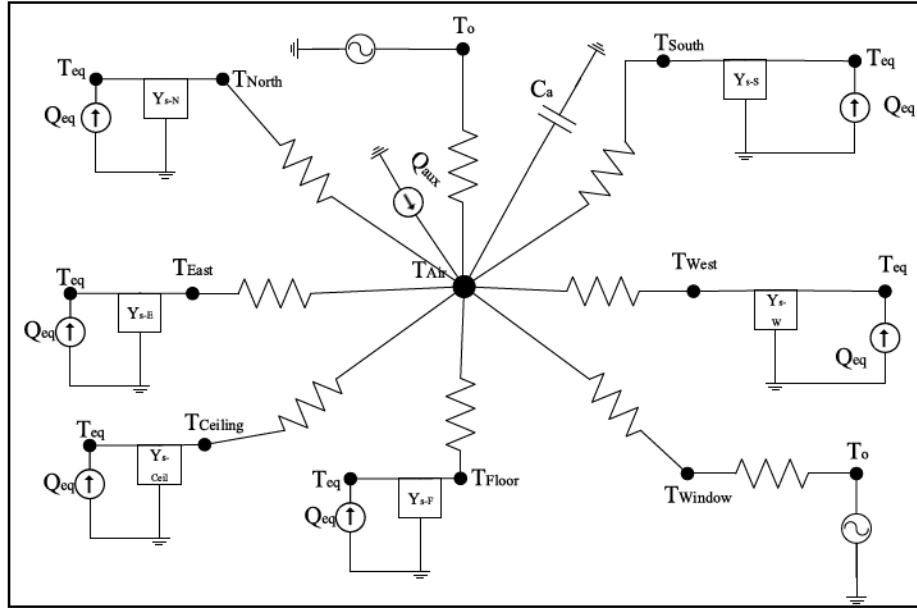 To
TSouth
Teq
TNorth
Ca
Teq
Ys-N
Ys-S
Qeq
Qeq
Qaux
TAir
Teq
TEast
TWest
Teq
Ys-E
Ys-
W
Qeq
Qeq
Teq
TCeiling
Ys-
Ceil
Qeq
Teq
TFloor
Ys-F
Qeq
TWindow
To